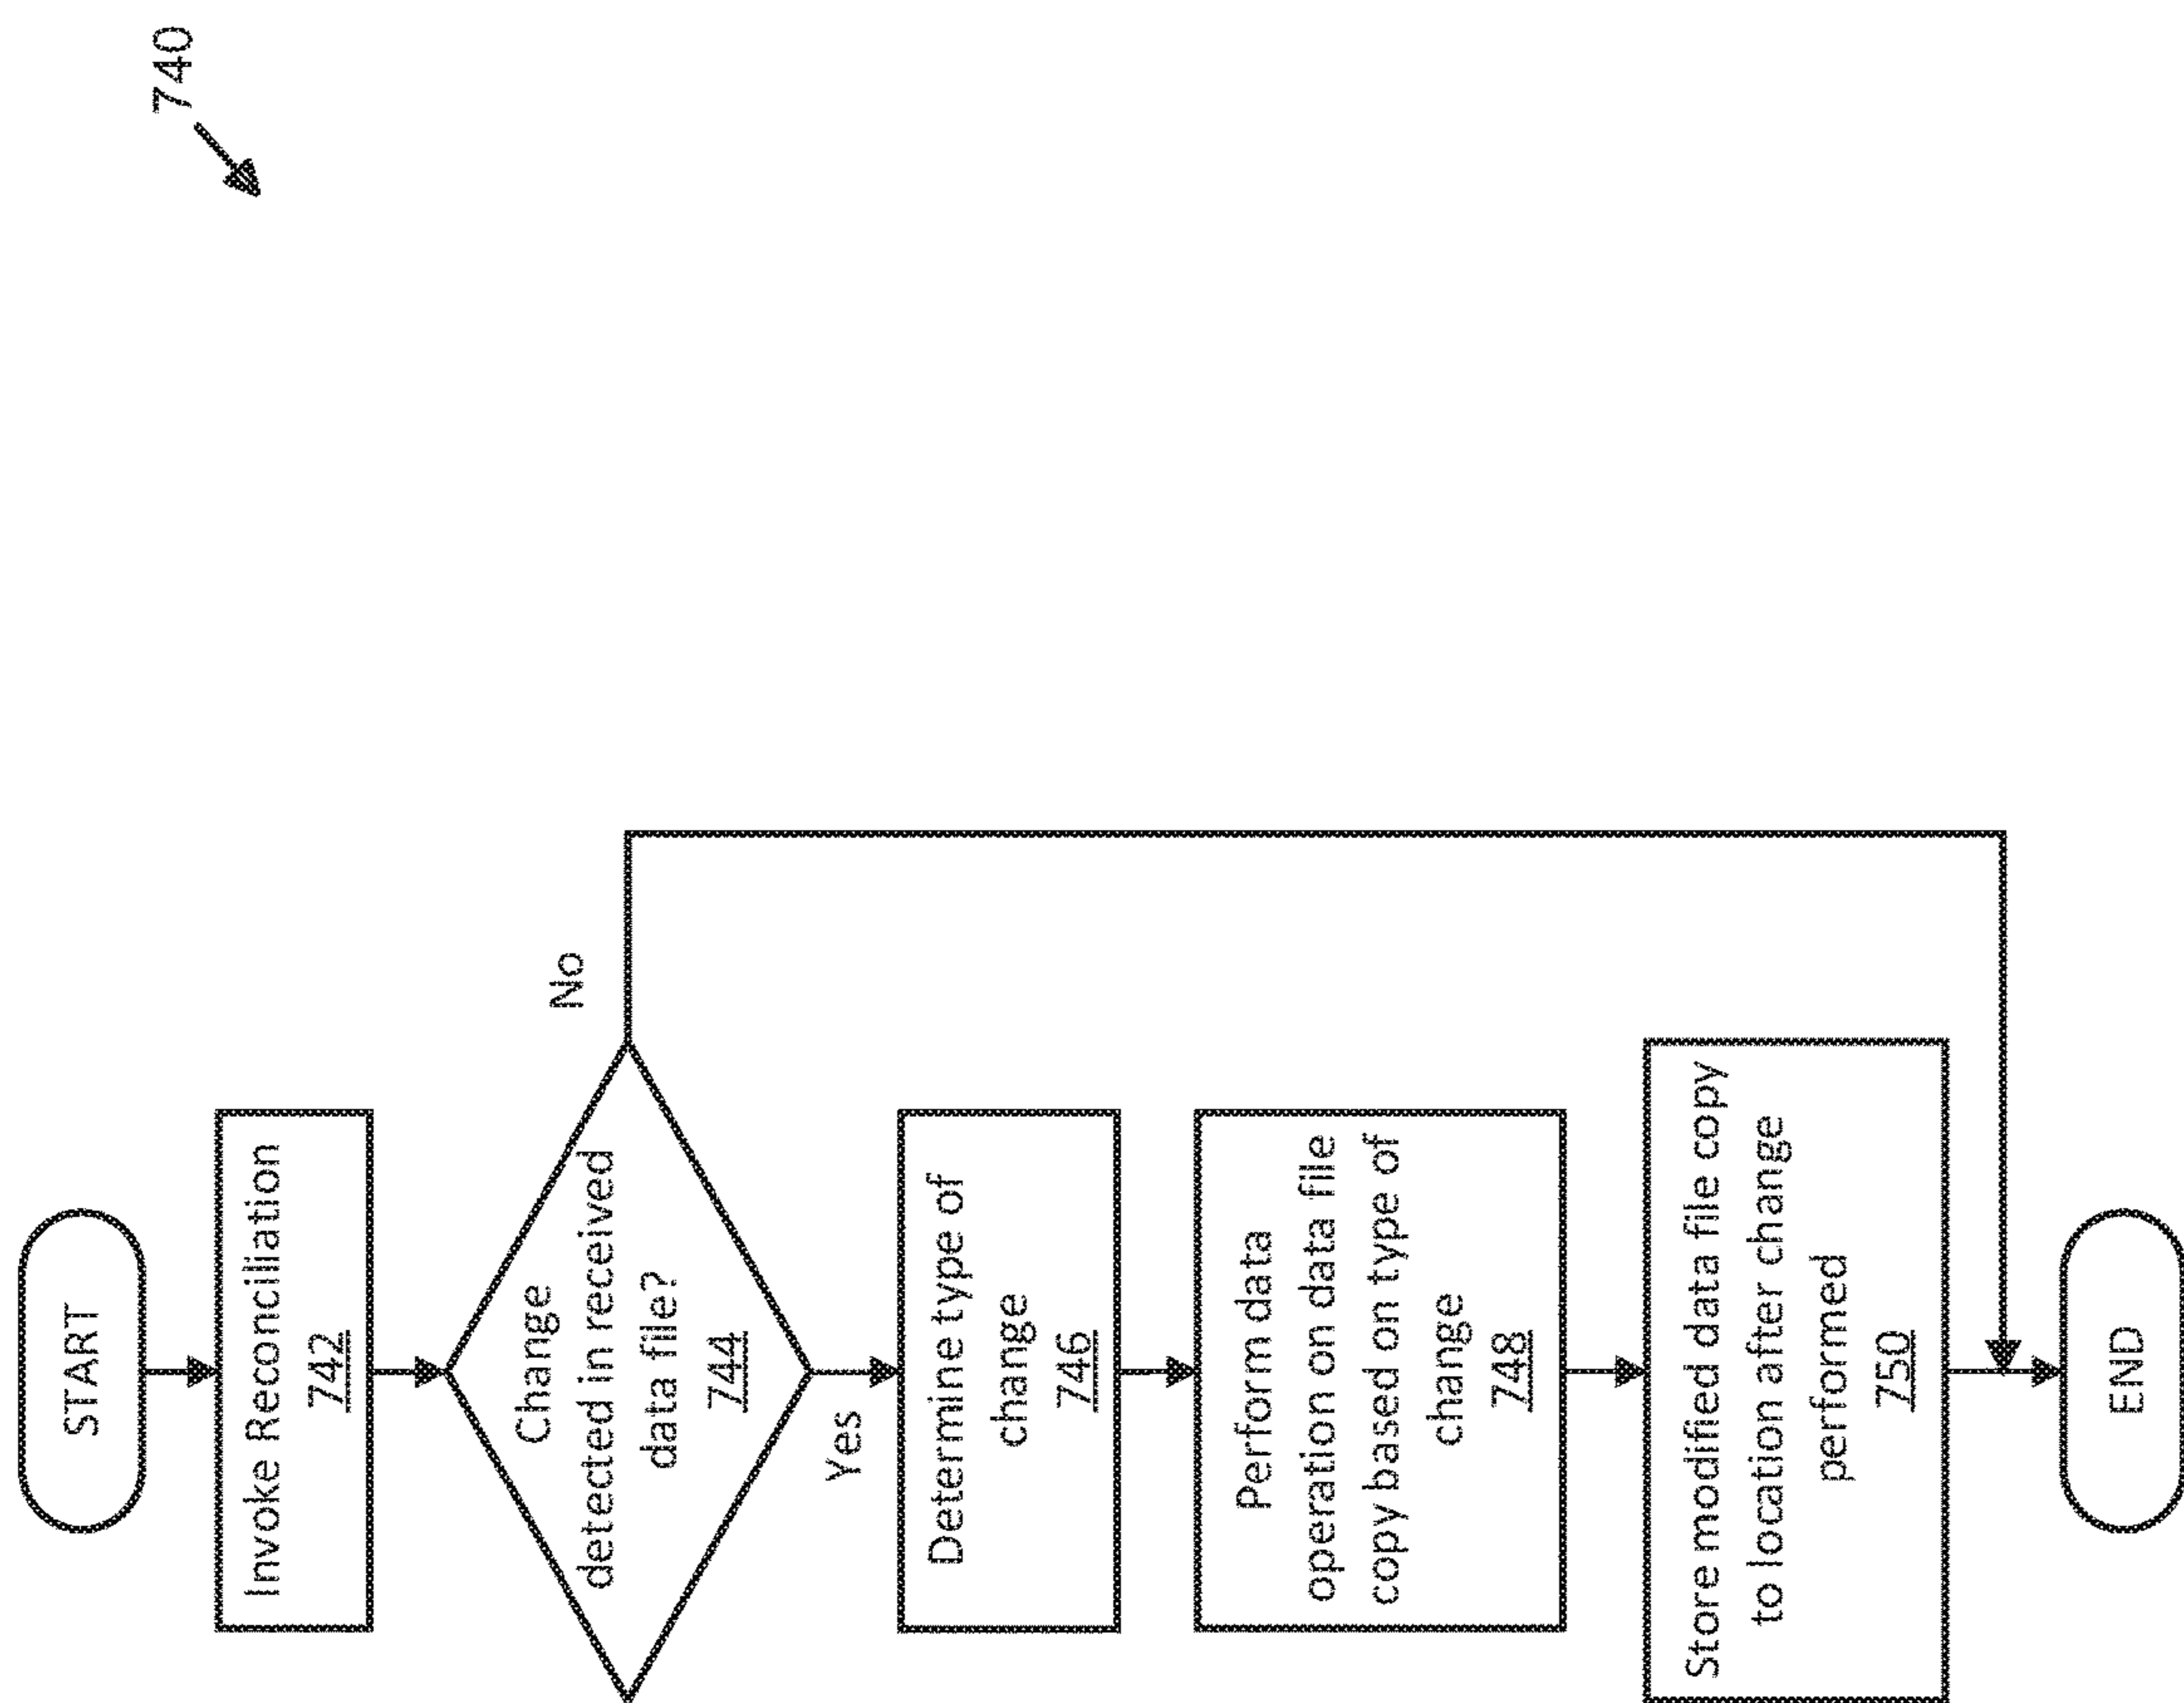 740
START
Invoke Reconciliation
742
Change
detected in received
data file?
744
No
Yes
Determine type of
change
746
Perform data
operation on data file
copy based on type of
change
748
Store modified data file copy
to location after change
performed
750
END